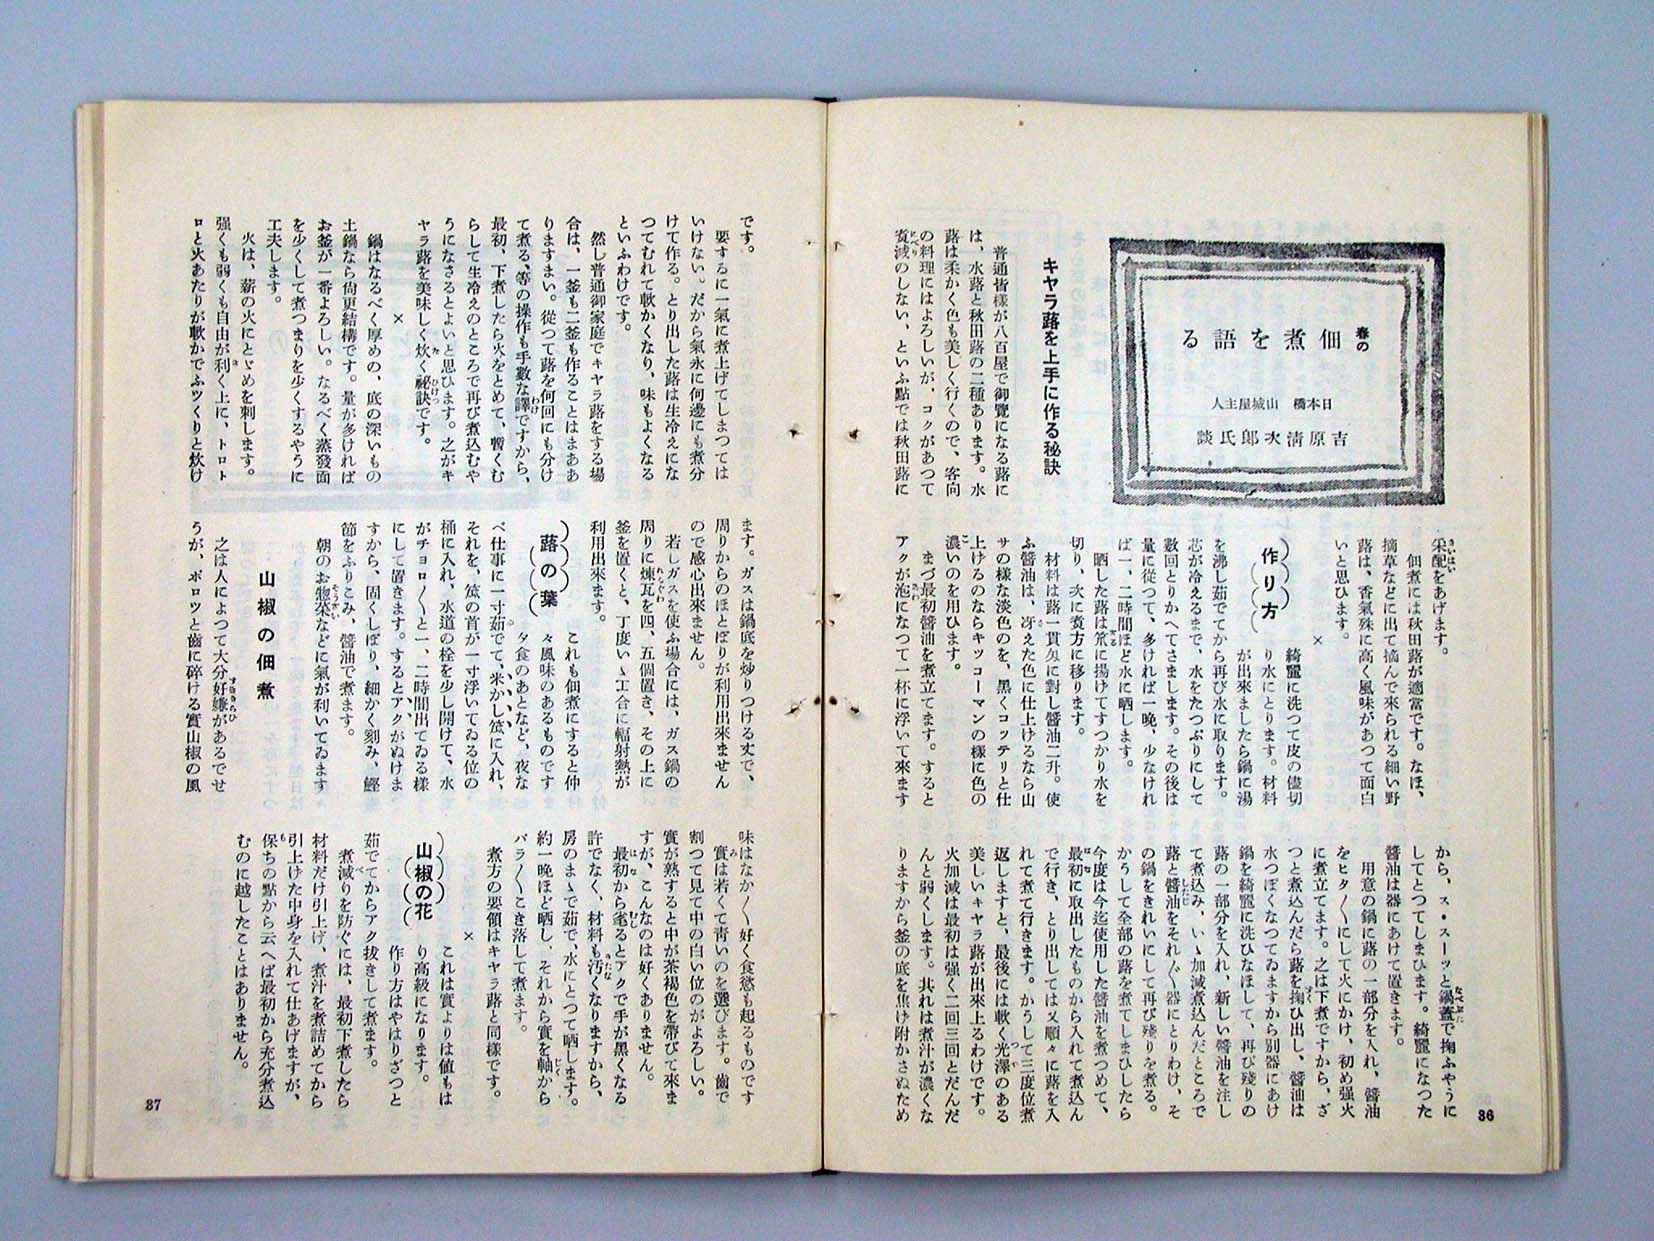 春の
佃煮を語る
日本橋 山城屋主人
吉原清次郎氏談
キヤラ蕗を上手に作る秘訣
普通皆様が八百屋で御覽になる蕗に
は、水蕗と秋田蕗の二種あります。水
蕗は柔かく色も美しく行くので、客向
の料理にはよろしいが、コクがあつて
煮減のしない、といふ點では秋田蕗に
采配をあげます。
佃煮には秋田蕗が適當です。なほ、
摘草などに出て摘んで來られる細い野
蕗は、香氣殊に高く風味があつて面白
いと思ひます。
×
作り方
綺麗に洗つて皮の儘切
り水にとります。材料
が出來ましたら鍋に湯
を沸し茹でてから再び水に取ります。
芯が冷えるまで、水をたつぷりにして
數回とりかへてさまします。その後は
量に從つて、多ければ一晩、少なけれ
ば一、二時間ほど水に晒します。
晒した蕗は笊に揚げてすつかり水を
切り、次に煮方に移ります。
材料は蕗一貫匁に對し醤油二升。使
ふ醤油は、冴えた色に仕上げるなら山
サの樣な淡色のを、黑くコッテリと仕
上けるのならキツコーマンの樣に色の
濃いのを用ひます。
まづ最初醤油を煮立てます。すると
アクが泡になつて一杯に浮いて來ます
から、ス・スーッと鍋蓋で掬ふやうに
してとつてしまひます。綺麗になつた
醤油は器にあけて置きます。
用意の鍋に蕗の一部分を入れ、醤油
をヒタ〳〵にして火にかけ、初め强火
に煮立てます。之は下煮ですから、ざ
つと煮込んだら蕗を掬ひ出し、醤油は
水つぽくなつてゐますから別器にあけ
鍋を綺麗に洗ひなほして、再び殘りの
蕗の一部分を入れ、新しい醤油を注し
て煮込み、いゝ加減煮込んだところで
蕗と醤油をそれ〴〵器にとりわけ、そ
の鍋をきれいにして再び殘りを煮る。
かうして全部の蕗を煮てしまひしたら
今度は今迄使用した醤油を煮つめて、
最初に取出したものから入れて煮込ん
で行き、とり出しては又順々に蕗を入
れて煮て行きます。かうして三度位煮
返しますと、最後には軟く光澤のある
美しいキヤラ蕗が出來上るわけです。
火加減は最初は强く二回三回とだんだ
んと弱くします。共れは煮汁が濃くな
りますから釜の底を焦け附かさぬため
36
です。
要するに一氣に煮上げてしまつては
いけない。だから氣永に何遍にも煮分
けて作る。とり出した蕗は生冷えにな
つてむれて軟かくなり、味もよくなる
といふわけです。
然し普通御家庭でキヤラ蕗をする場
合は、一釜も二釜も作ることはまああ
りますまい。從つて蕗を何回にも分け
て煮る、等の操作も手數な譯ですから、
最初、下煮したら火をとめて、暫くむ
らして生冷えのところで再び煮込むや
うになさるとよいと思ひます。之がキ
ヤラ蕗を美味しく炊く祕訣です。
×
鍋はなるべく厚めの、底の深いもの
土鍋なら尙更結構です。量が多ければ
お釜が一番よろしい。なるべく蒸發面
を少くして煮つまりを少くするやうに
工夫します。
火は、薪の火にとゞめを刺します。
强くも弱くも自由が利く上に、トロト
ロと火あたりが軟かでふツくりと炊け
ます。ガスは鍋底を炒りつける丈で、
周りからのほとぼりが利用出來ません
ので感心出來ません。
若しガスを使ふ場合には、ガス鍋の
周りに煉瓦を四、五個置き、その上に
釜を置くと、丁度いゝ工合に輻射熱が
利用出來ます。
蕗の葉
これも佃煮にすると仲
々風味のあるものです
夕食のあとなど、夜な
べ仕事に一寸茹でて、米かし笊に入れ、
それを、笊の首が一寸浮いてゐる位の
桶に入れ、水道の栓を少し開けて、水
がチョロ〳〵と一、二時間出てゐる樣
にして置きます。するとアクがぬけま
すから、固くしぼり、細かく刻み、鰹
節をふりこみ、醤油で煮ます。
朝のお惣菜などに氣が利いてゐます
山椒の佃煮
之は人によつて大分好嫌があるでせ
うが、ポロツと齒に碎ける實山椒の風
味はなか〳〵好く食慾も起るものです
實は若くて靑いのを選びます。齒で
割つて見て中の白い位のがよろしい。
實が熟すると中が茶褐色を帶びて來ま
すが、こんなのは好くありません。
最初から毟るとアクで手が黑くなる
許でなく、材料も汚くなりますから、
房のまゝで茹で、水にとつて晒します。
約一晩ほど晒し、それから實を軸から
バラ〳〵こき落して煮ます。
煮方の要領はキヤラ蕗と同樣です。
×
山椒の花
これは實よりは値もは
り高級になります。
作り方はやはりざつと
茹でてからアク拔きして煮ます。
煮減りを防ぐには、最初下煮したら
材料だけ引上げ、煮汁を煮詰めてから
引上けた中身を入れて仕あげますが、
保ちの點から云へば最初から充分煮込
むのに越したことはありません。
37